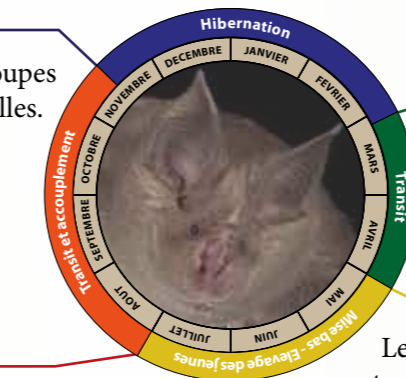 Hibernation
JANVIER
FEVRIER
MARS
AVRIL
MAI
JUIN
JUILLET
AOUT
SEPTEMBRE
OCTOBRE
NOVEMBRE
DECEMBRE
Transit
Mise bas - Elevage des jeunes
Transit et accouplement
oupes
lles.
Le